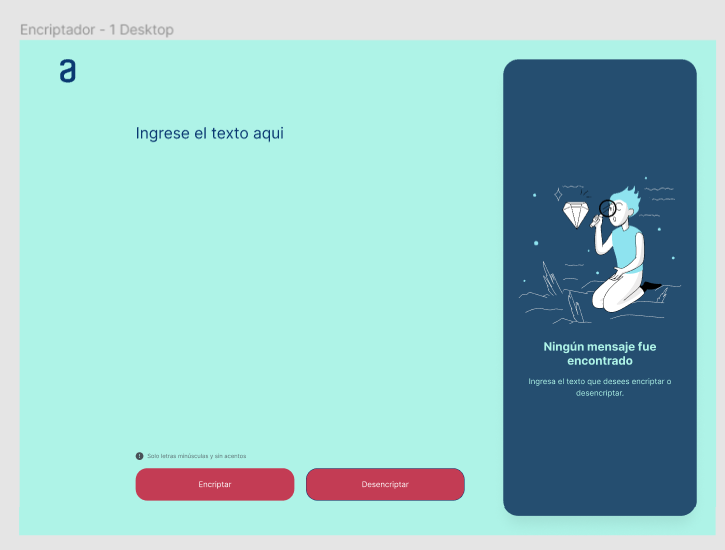 Encriptador - 1 Desktop
a
Ingrese el texto aqui
Solo letras minúsculas y sin acentos
Encriptar
Desencriptar
Ningún mensaje fue
encontrado
Ingresa el texto que desees encriptar o
desencriptar.